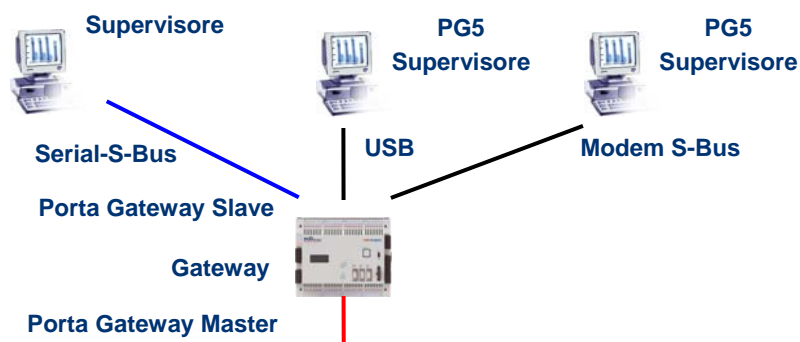 Supervisore
PG5
Supervisore
PG5
Supervisore
Serial-S-Bus
USB
Modem S-Bus
Porta Gateway Slave
Gateway
Porta Gateway Master